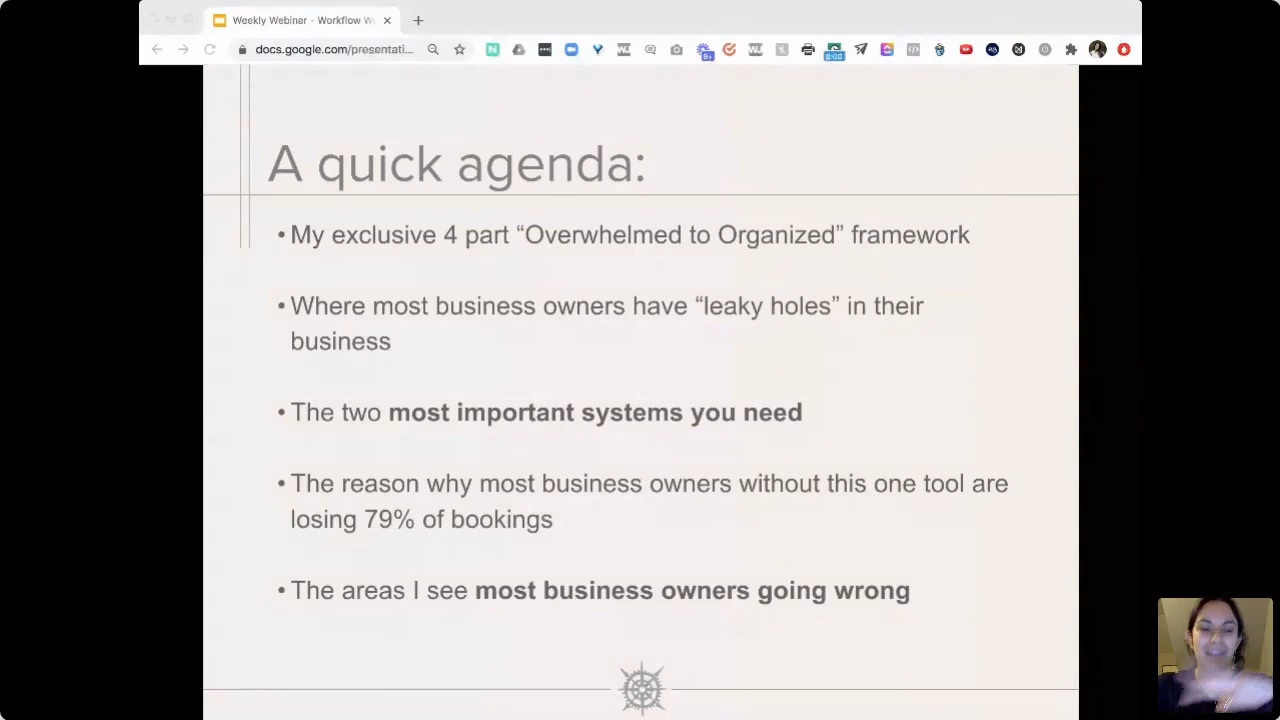 Weekly Webinar - Workflow W
docs.google.com/presentati...
9+
8:00
A quick agenda:
• My exclusive 4 part “Overwhelmed to Organized” framework
• Where most business owners have “leaky holes” in their
business
• The two most important systems you need
• The reason why most business owners without this one tool are
losing 79% of bookings
• The areas I see most business owners going wrong